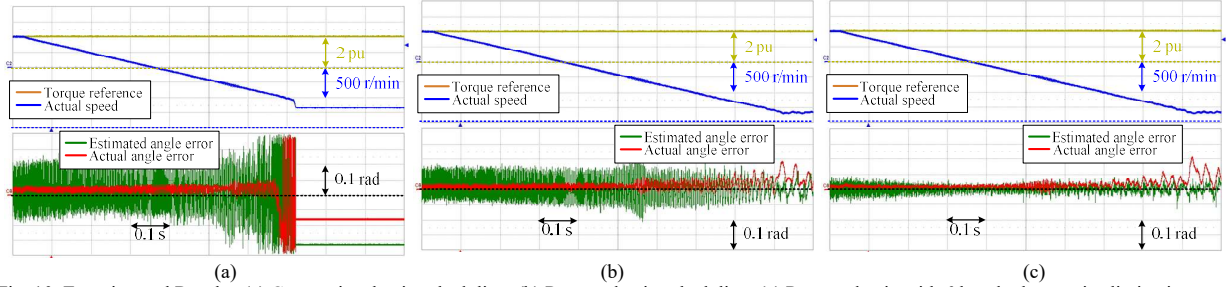 2 pu
500 r/min
Torque reference
Actual speed
Estimated angle error
Actual angle error
0.1 rad
0.1 s
(a)
2 pu
500 r/min
Torque reference
Actual speed
Estimated angle error
Actual angle error
0.1 s
0.1 rad
(b)
2 pu
500 r/min
Torque reference
Actual speed
Estimated angle error
Actual angle error
0.1 s
0.1 rad
(c)